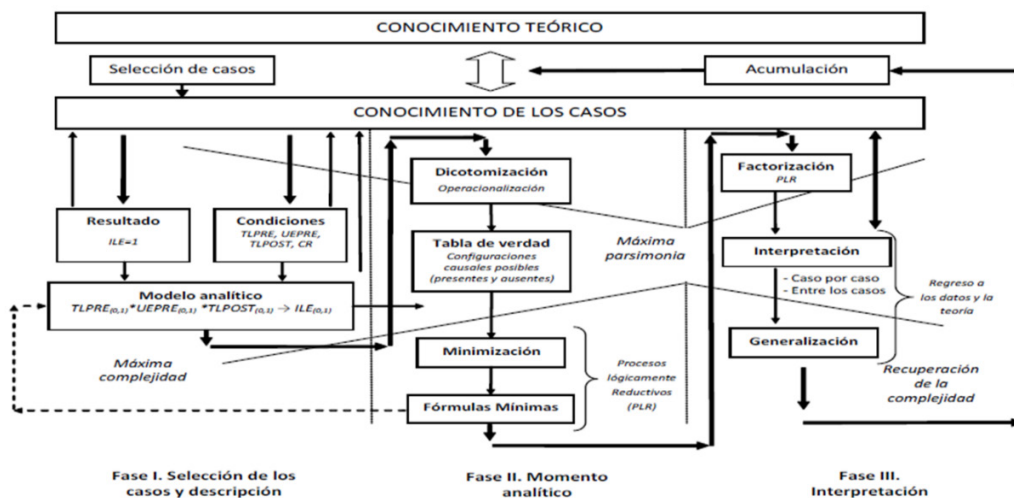 CONOCIMIENTO TEÓRICO
Selección de casos
Acumulación
CONOCIMIENTO DE LOS CASOS
Resultado
ILE=1
Condiciones
TLPRE, UEPRE,
TLPOST, CR
Modelo analítico
TLPRE(0,1)*UEPRE(0,1) *TLPOST(0,1) → ILE(0,1)
Máxima
complejidad
Dicotomización
Operacionalización
Tabla de verdad
Configuraciones
causales posibles
(presentes y ausentes)
Minimización
Fórmulas Mínimas
Procesos
lógicamente
Reductivos
(PLR)
Máxima
parsimonia
Factorización
PLR
Interpretación
- Caso por caso
- Entre los casos
Generalización
Regreso a
los datos y la
teoría
Recuperación
de la
complejidad
Fase I. Selección de los
casos y descripción
Fase II. Momento
analítico
Fase III.
Interpretación